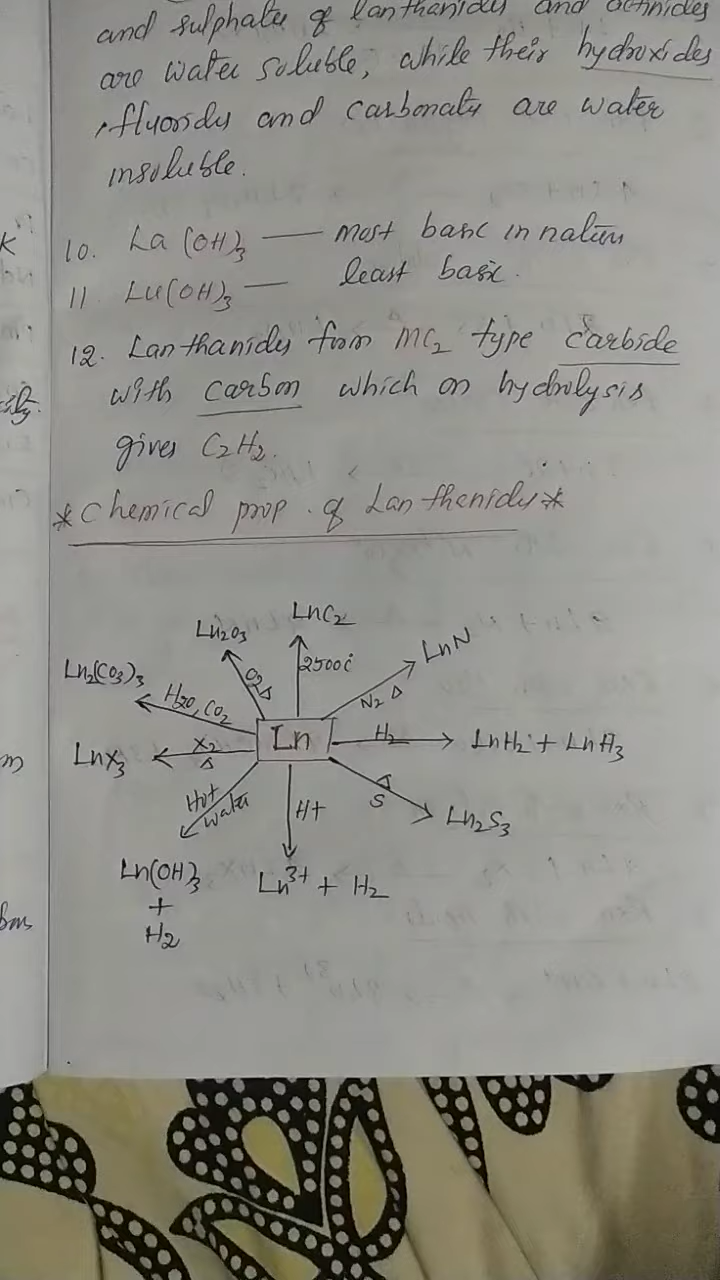 and sulphate of lanthanides and actinides
are water soluble, while their hydroxides
, fluorides and carbonates are water
insoluble.
10. La(OH)3 — most basic in nature
11 Lu(OH)3 — least basic.
12. Lanthanides form MC2 type carbide
with carbon which on hydrolysis
gives C2H2.
*Chemical prop. of Lanthenides*
LnC2
Ln2O3
LnN
Ln2(CO3)3
O2 Δ
2500C
N2 Δ
H2O, CO2
Ln
H2
LnH2 + LnH3
LnX3
X2
Δ
Hot water
H+
Δ
S
Ln2S3
Ln(OH)3
+
H2
Ln3+ + H2